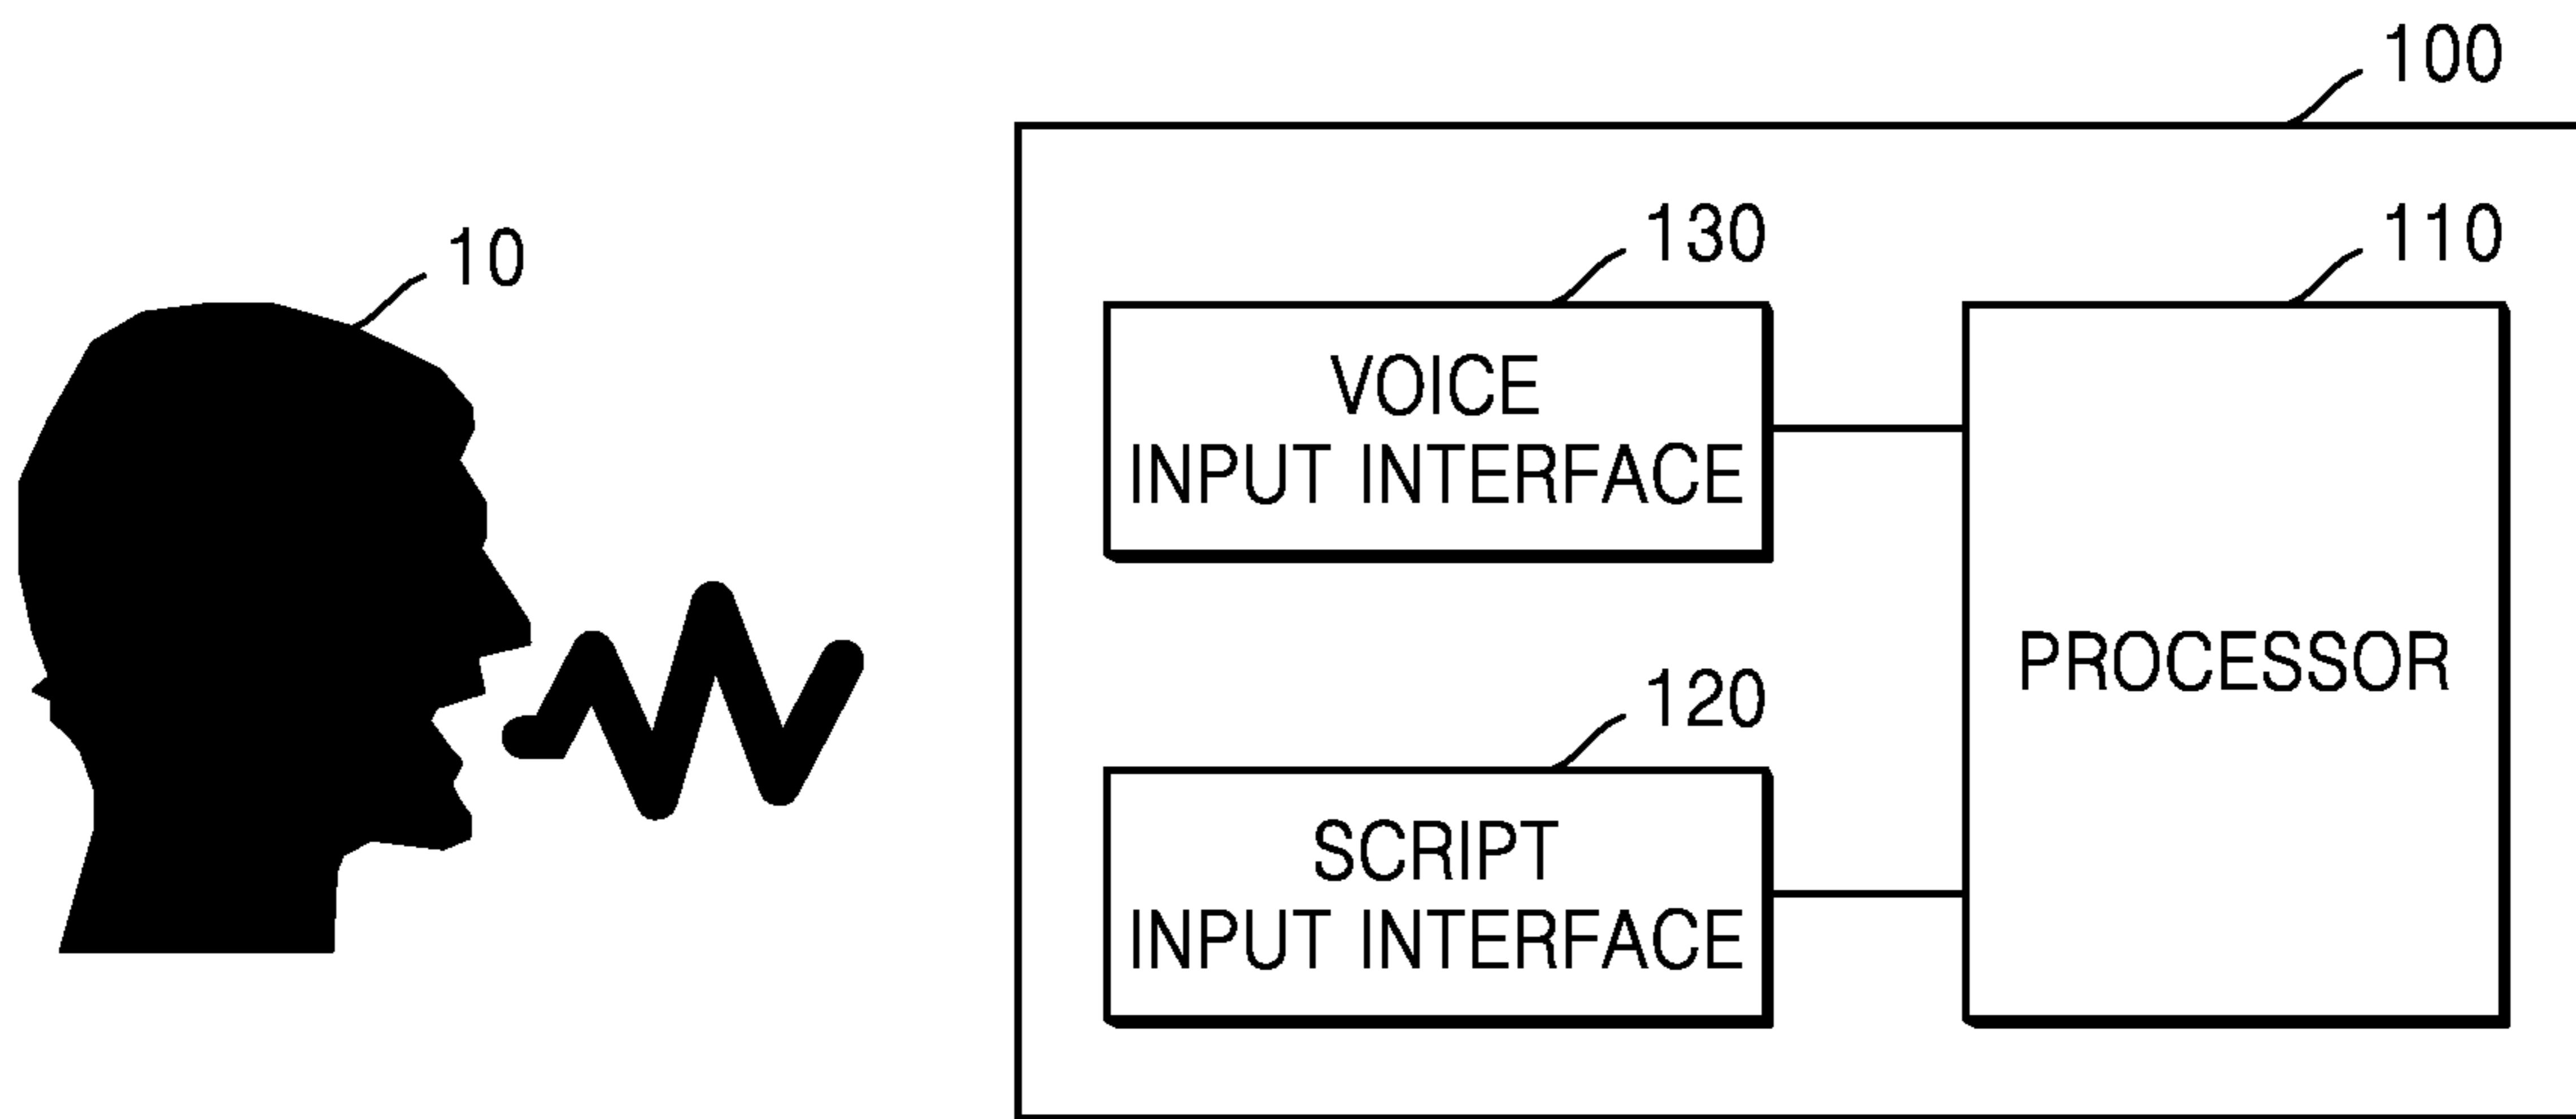 100
10
130
110
VOICE
INPUT INTERFACE
PROCESSOR
120
SCRIPT
INPUT INTERFACE